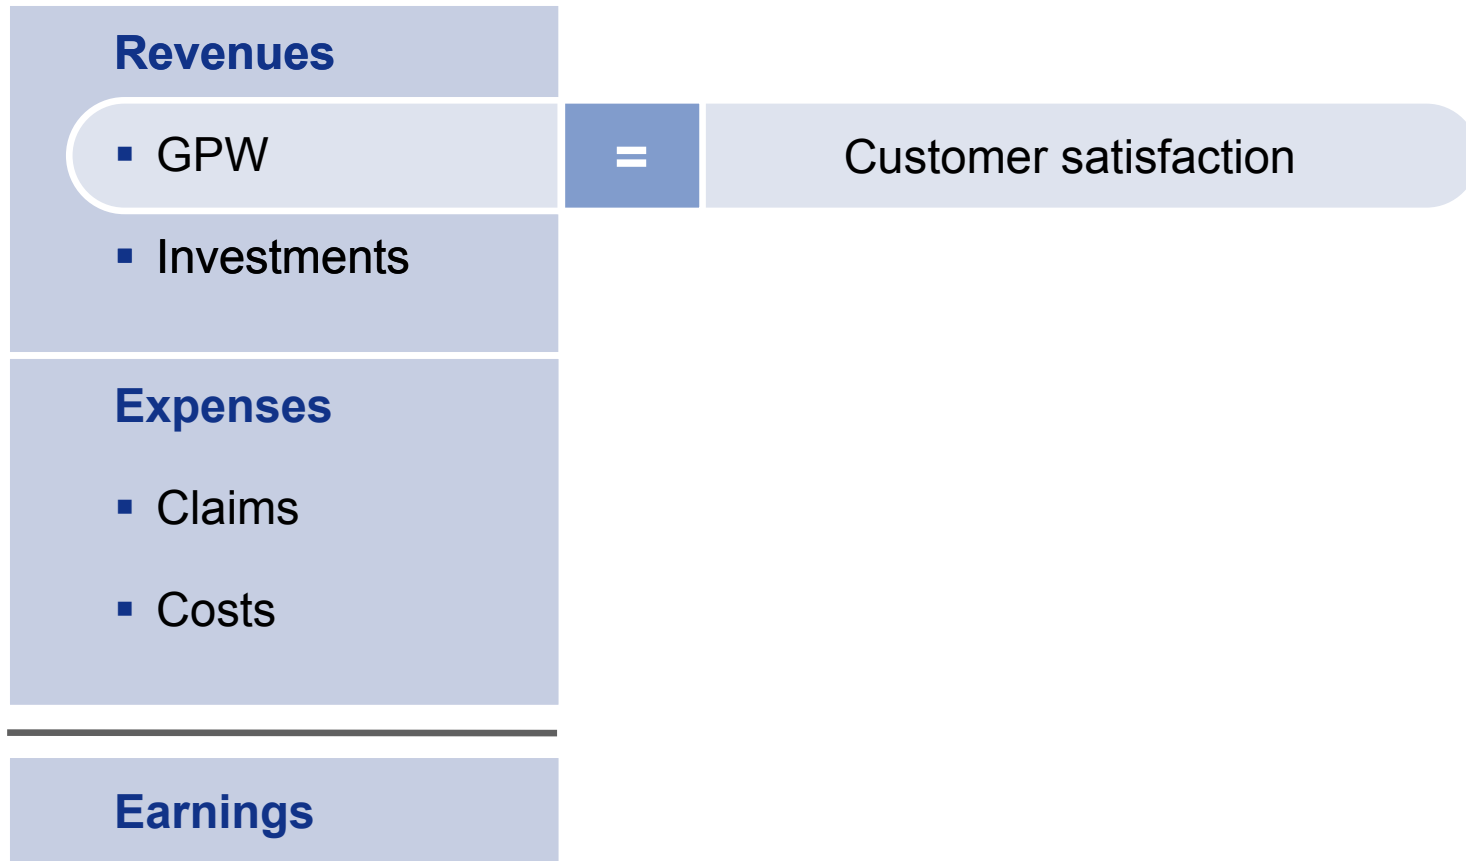 Revenues
▪ GPW = Customer satisfaction
▪ Investments
Expenses
▪ Claims
▪ Costs
Earnings